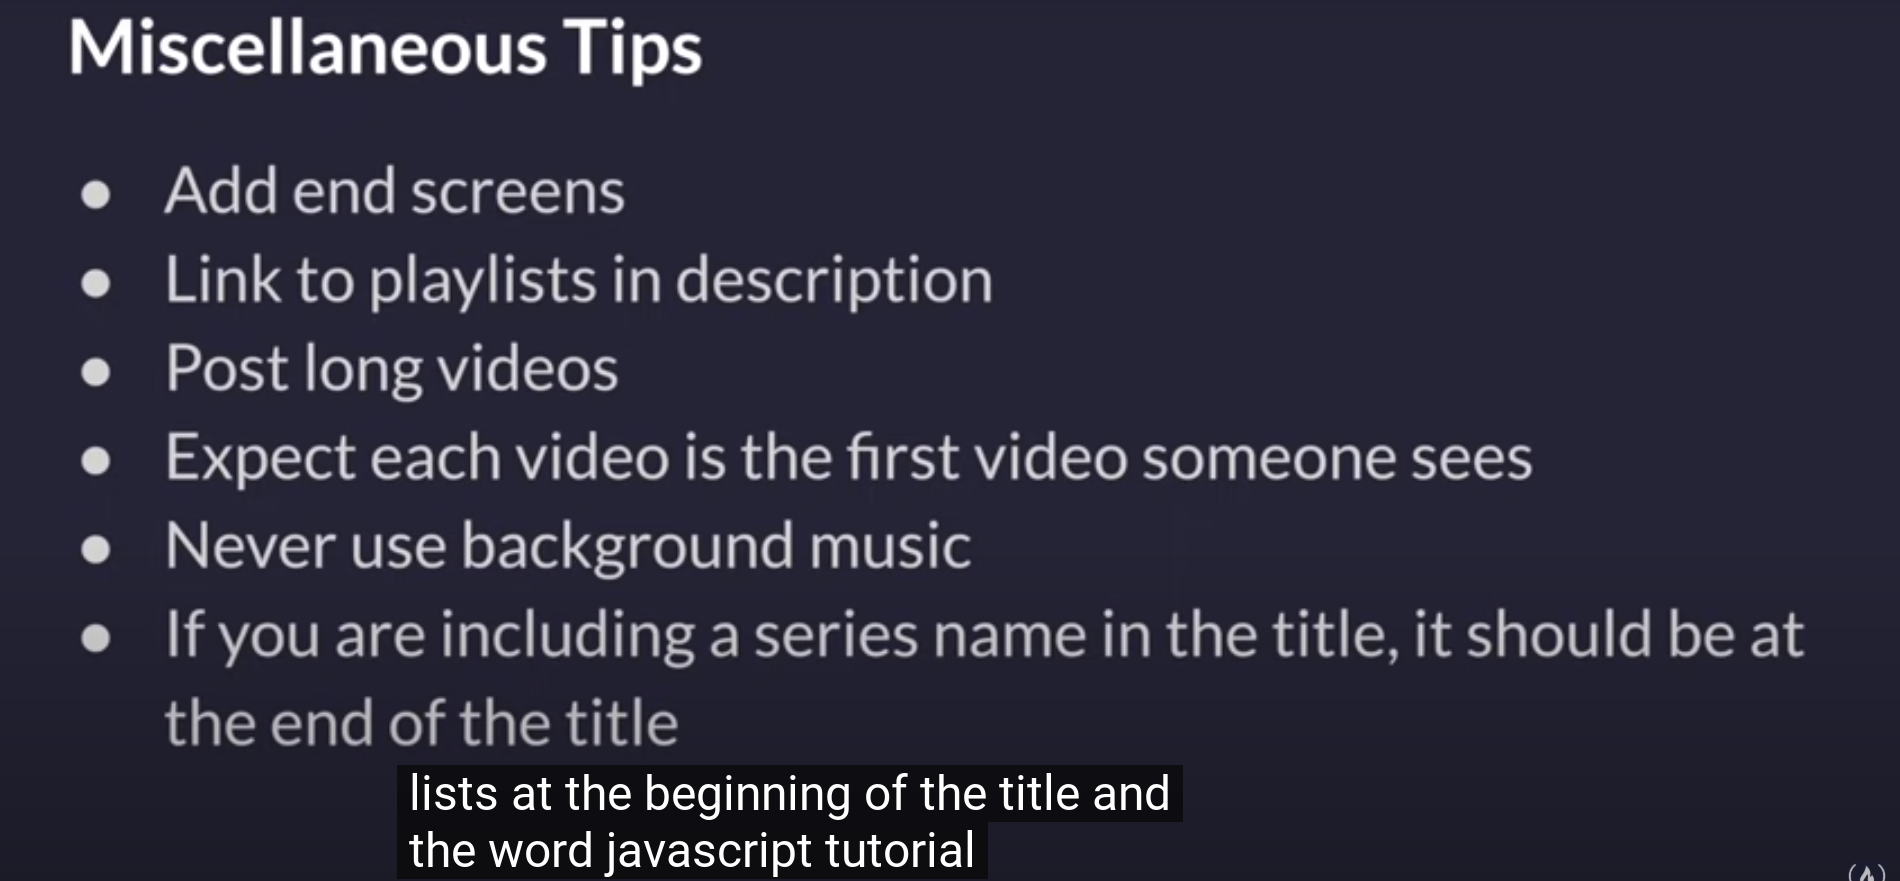 Miscellaneous Tips
● Add end screens
● Link to playlists in description
● Post long videos
● Expect each video is the first video someone sees
● Never use background music
● If you are including a series name in the title, it should be at
the end of the title
lists at the beginning of the title and
the word javascript tutorial